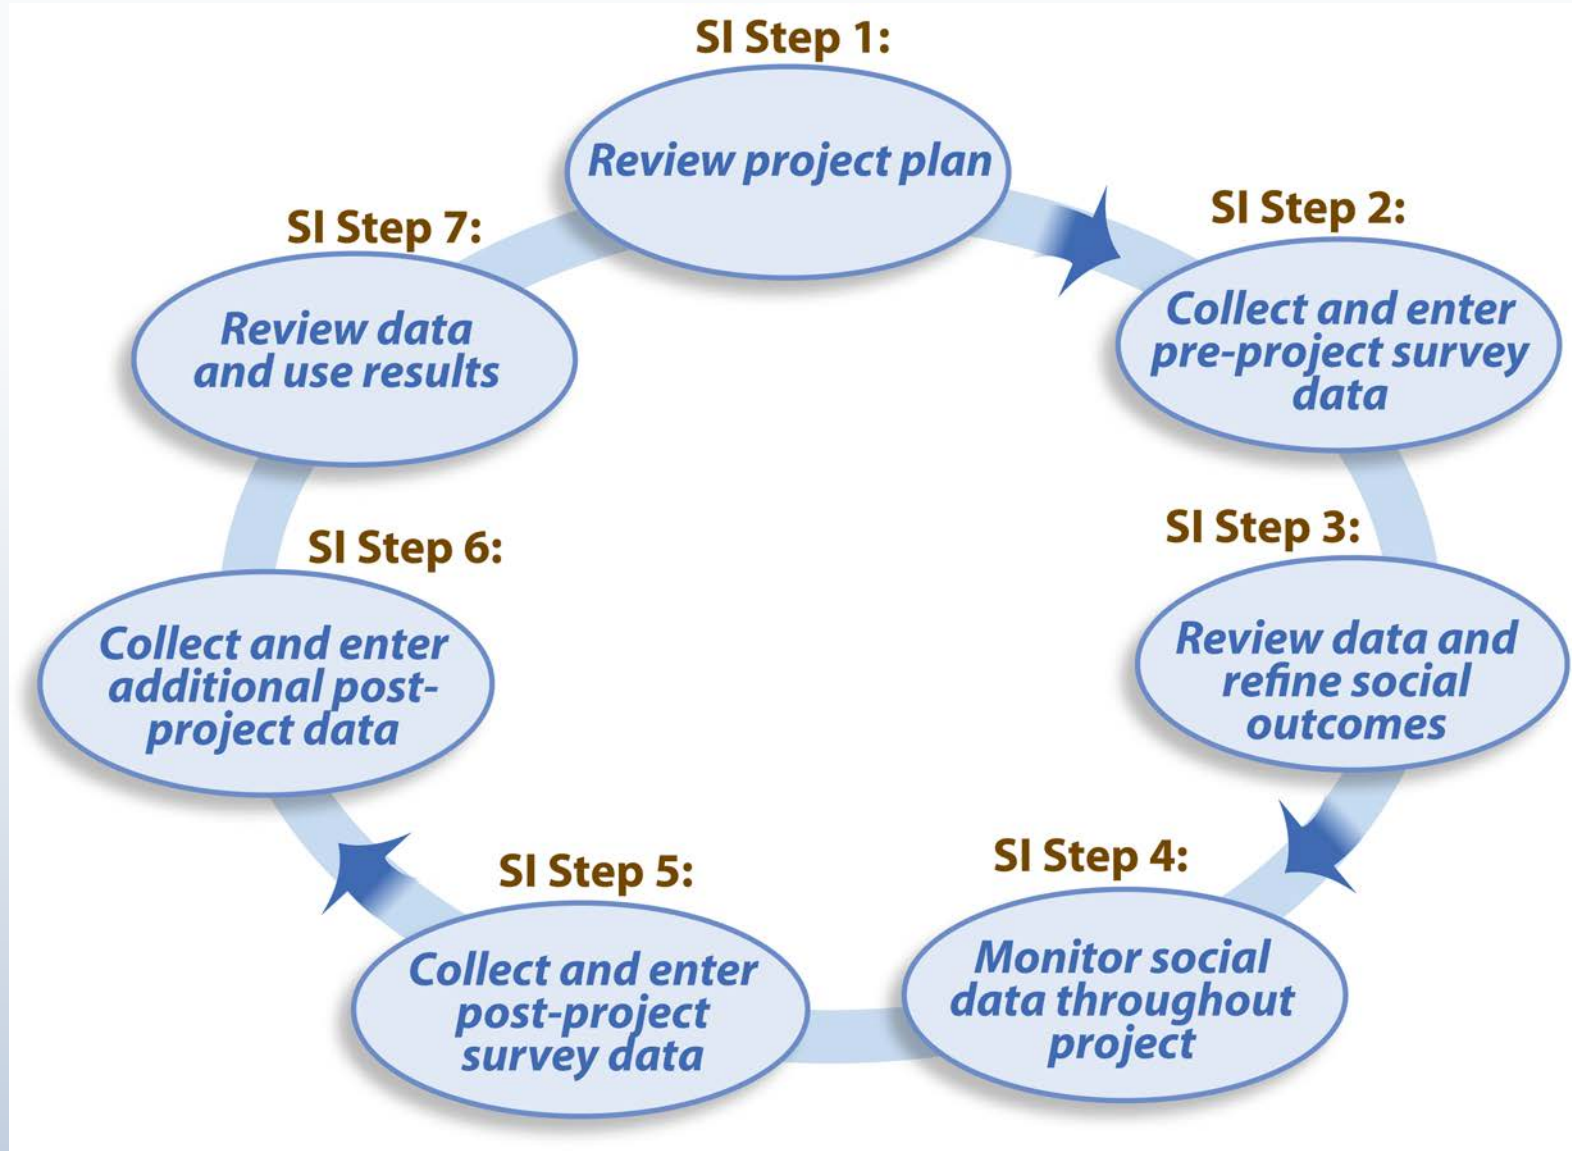 SI Step 1:
Review project plan
SI Step 2:
Collect and enter
pre-project survey
data
SI Step 3:
Review data and
refine social
outcomes
SI Step 4:
Monitor social
data throughout
project
SI Step 5:
Collect and enter
post-project
survey data
SI Step 6:
Collect and enter
additional post-
project data
SI Step 7:
Review data
and use results